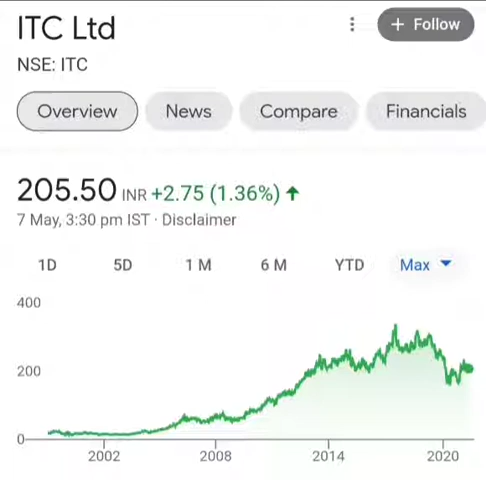 ITC Ltd
+ Follow
NSE: ITC
Overview News Compare Financials
205.50 INR +2.75 (1.36%) ↑
7 May, 3:30 pm IST · Disclaimer
1D 5D 1 M 6 M YTD Max
400
200
0
2002 2008 2014 2020